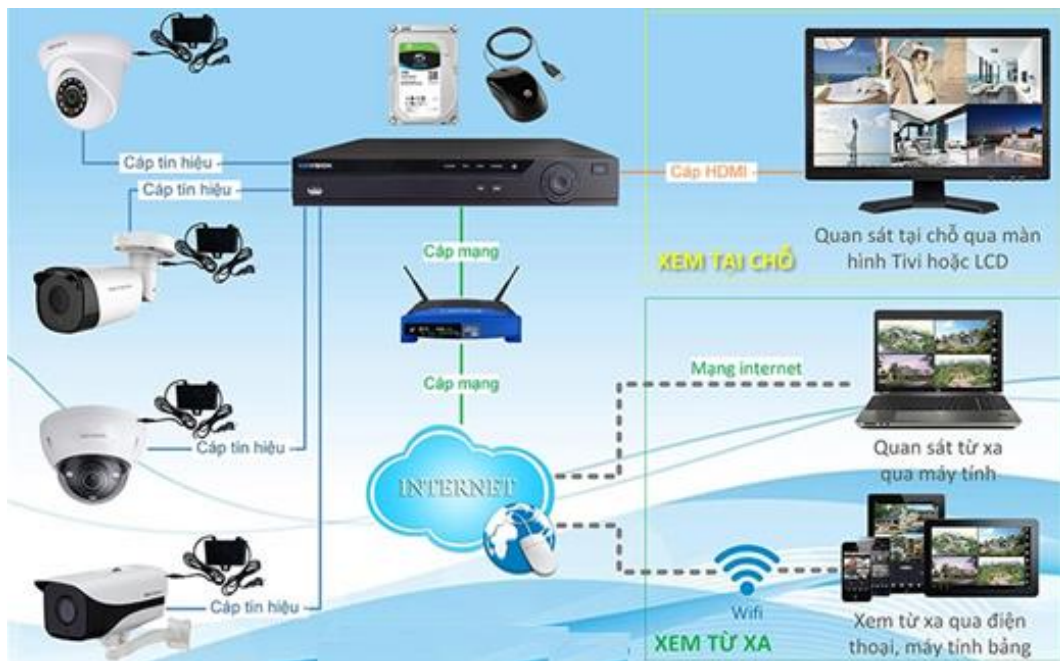 Cáp tín hiệu
Cáp tín hiệu
Cáp HDMI
Cáp mạng
Quan sát tại chỗ qua màn
hình Tivi hoặc LCD
XEM TẠI CHỖ
Cáp mạng
Mạng internet
Cáp tín hiệu
Quan sát từ xa
qua máy tính
INTERNET
Cáp tín hiệu
Wifi
XEM TỪ XA
Xem từ xa qua điện
thoại, máy tính bảng